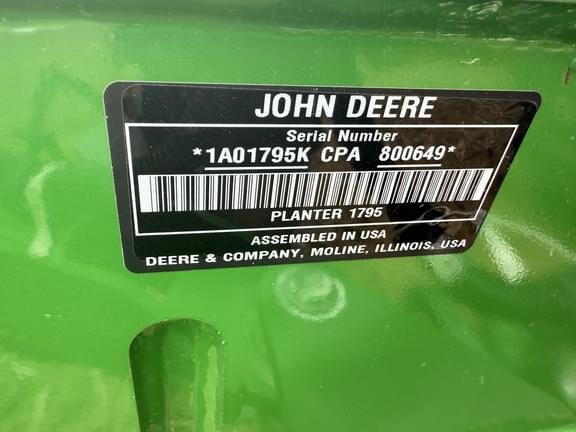 JOHN DEERE
Serial Number
*1A01795K CPA 800649*
PLANTER 1795
ASSEMBLED IN USA
DEERE & COMPANY, MOLINE, ILLINOIS, USA